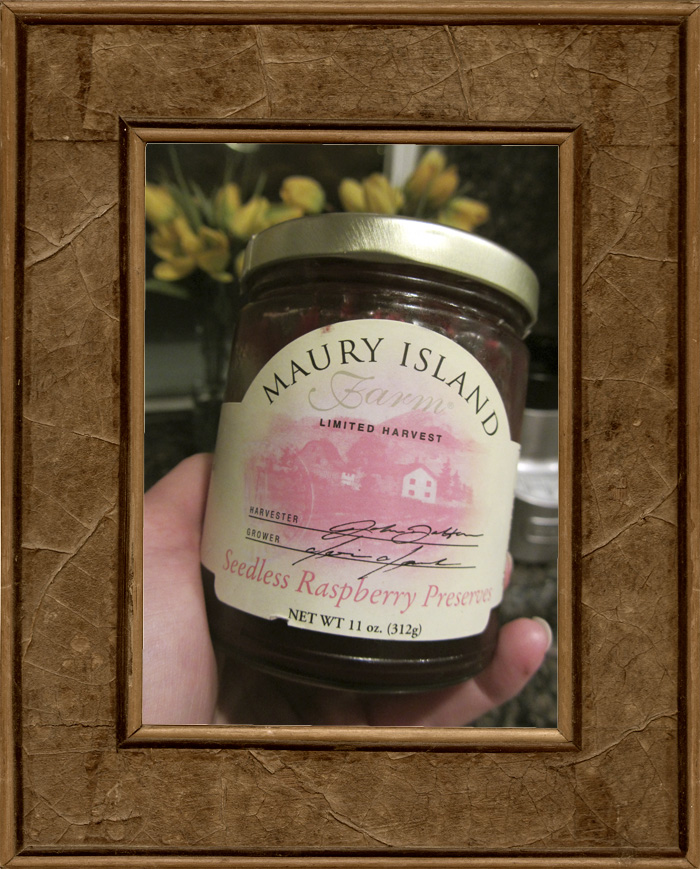 MAURY ISLAND
Farm
LIMITED HARVEST
HARVESTER
GROWER
Seedless Raspberry Preserves
NET WT 11 oz. (312g)